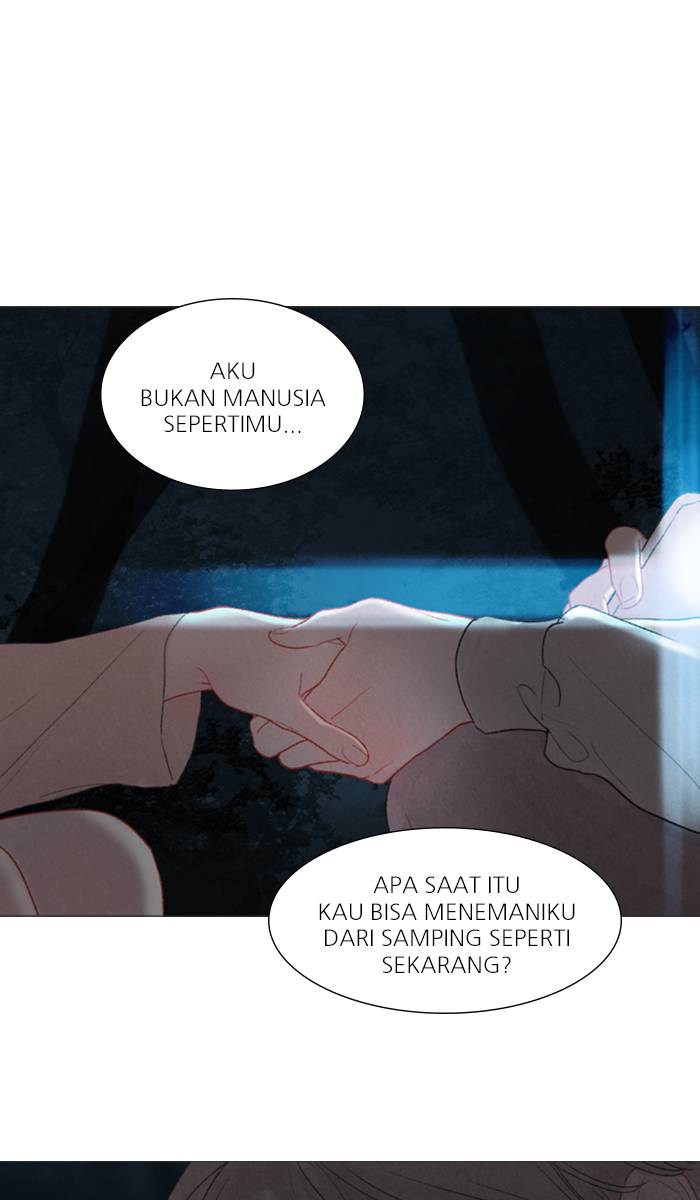 AKU
BUKAN MANUSIA
SEPERTIMU...
APA SAAT ITU
KAU BISA MENEMANIKU
DARI SAMPING SEPERTI
SEKARANG?